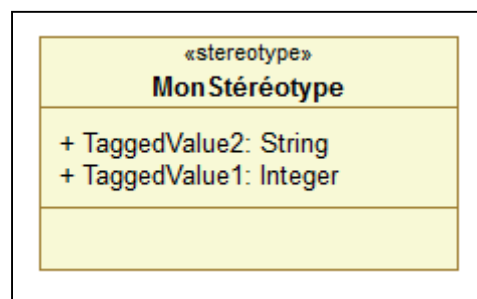 «stereotype»
MonStéréotype
+ TaggedValue2: String
+ TaggedValue1: Integer